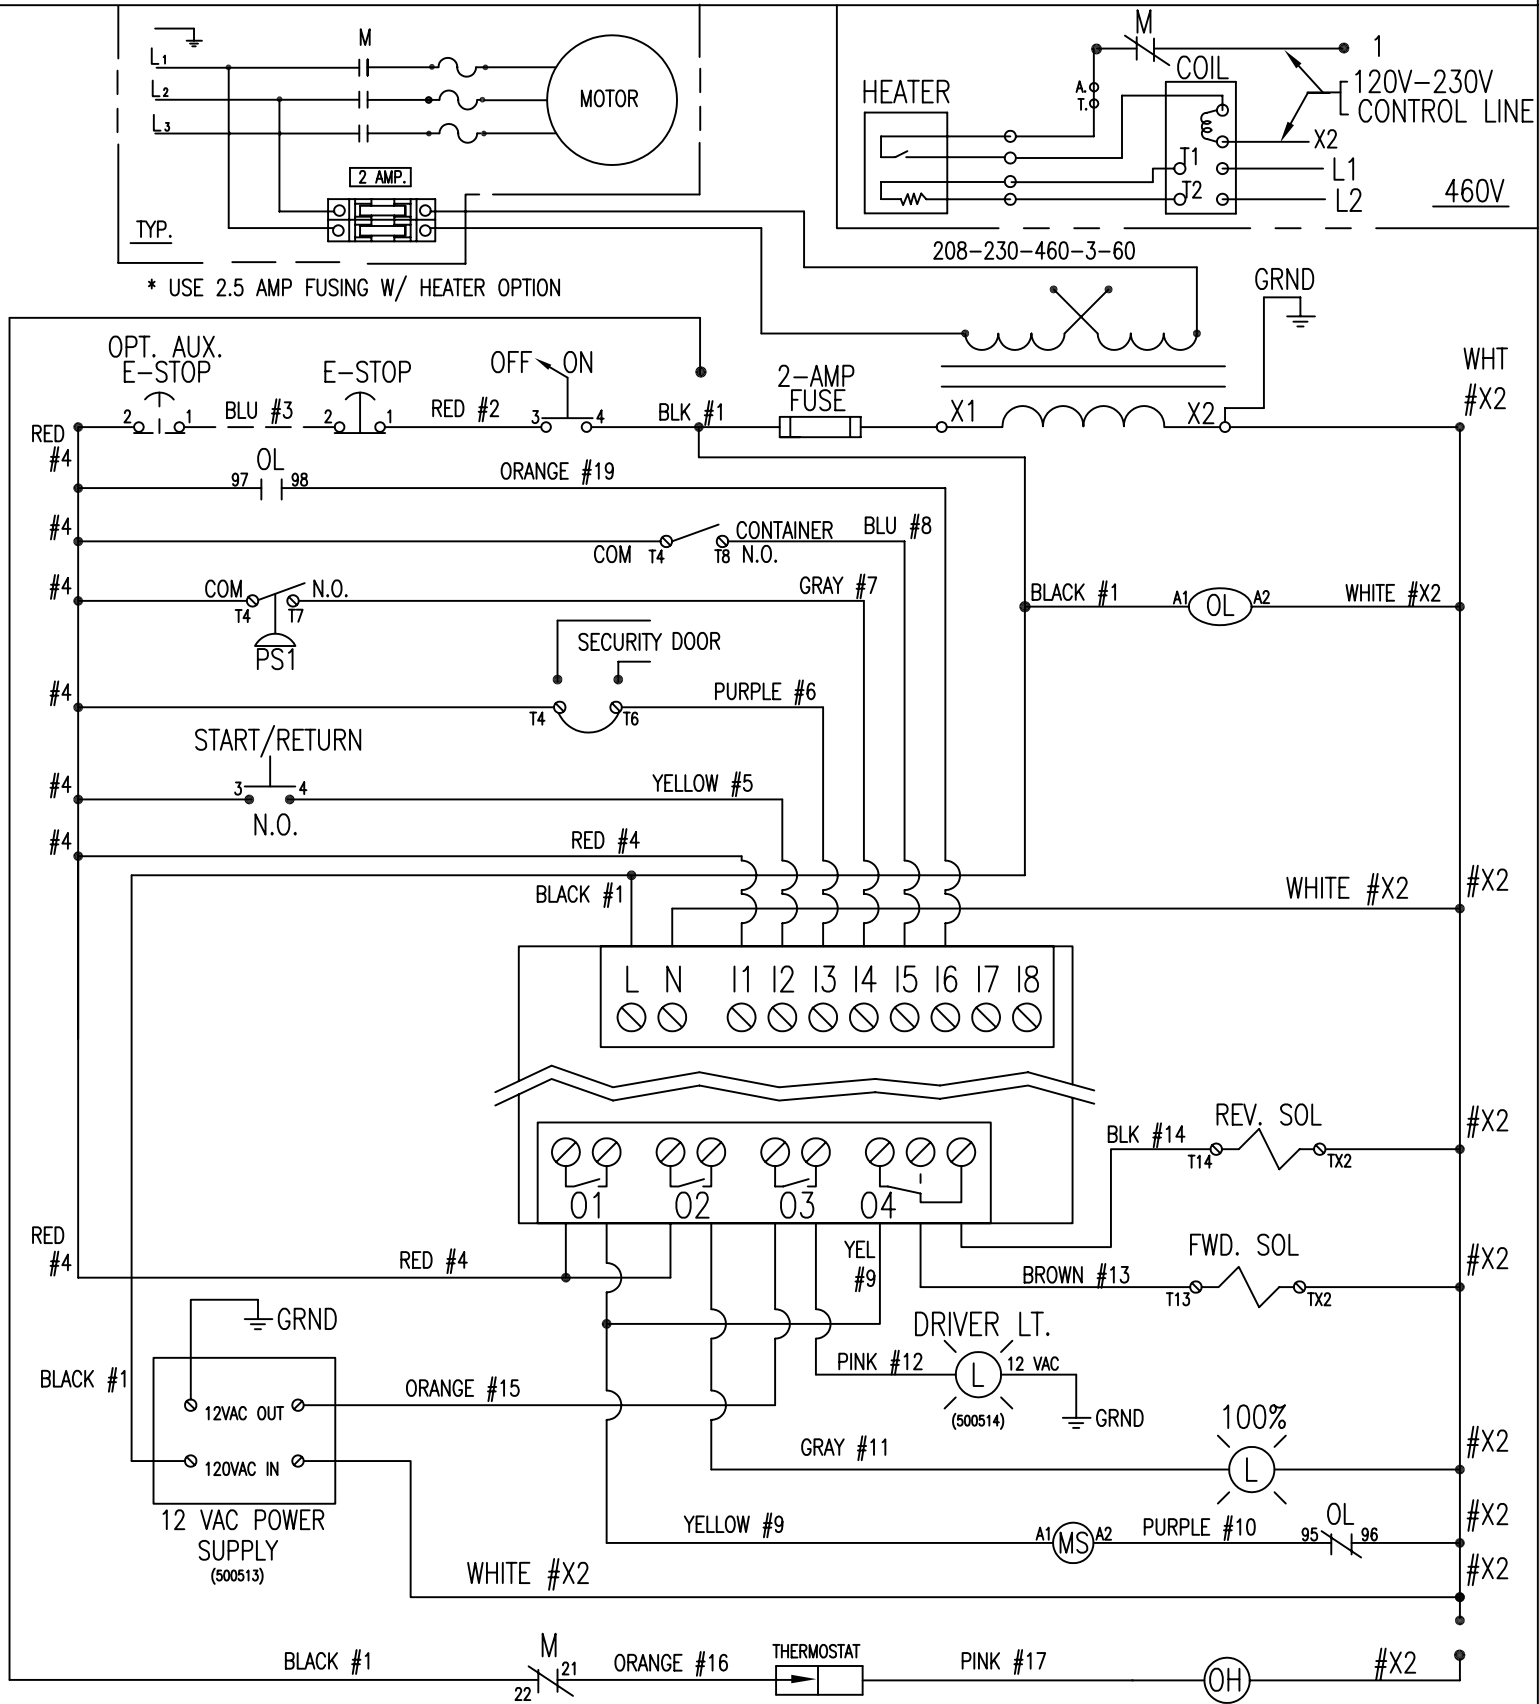 M
L1
L2
L3
MOTOR
2 AMP.
TYP.
* USE 2.5 AMP FUSING W/ HEATER OPTION
M
1
COIL
HEATER
A.
T.
120V-230V
CONTROL LINE
X2
T1
L1
T2
L2
460V
208-230-460-3-60
GRND
OPT. AUX.
E-STOP
E-STOP
OFF
ON
2-AMP
FUSE
WHT
#X2
2
1
BLU #3
2
1
RED #2
3
4
BLK #1
X1
X2
RED
#4
OL
97
98
ORANGE #19
#4
COM
T4
T8
CONTAINER
N.O.
BLU #8
#4
COM
T4
T7
N.O.
GRAY #7
PS1
BLACK #1
A1
OL
A2
WHITE #X2
SECURITY DOOR
#4
T4
T6
PURPLE #6
START/RETURN
#4
3
4
N.O.
YELLOW #5
#4
RED #4
BLACK #1
WHITE #X2
#X2
L
N
I1
I2
I3
I4
I5
I6
I7
I8
O1
O2
O3
O4
BLK #14
REV. SOL
T14
TX2
#X2
RED
#4
RED #4
YEL
#9
FWD. SOL
BROWN #13
T13
TX2
#X2
GRND
DRIVER LT.
BLACK #1
PINK #12
L
12 VAC
(500514)
GRND
12VAC OUT
ORANGE #15
120VAC IN
12 VAC POWER
SUPPLY
(500513)
100%
GRAY #11
L
#X2
YELLOW #9
A1
MS
A2
PURPLE #10
OL
95
96
#X2
WHITE #X2
#X2
BLACK #1
M
22
21
ORANGE #16
THERMOSTAT
PINK #17
OH
#X2